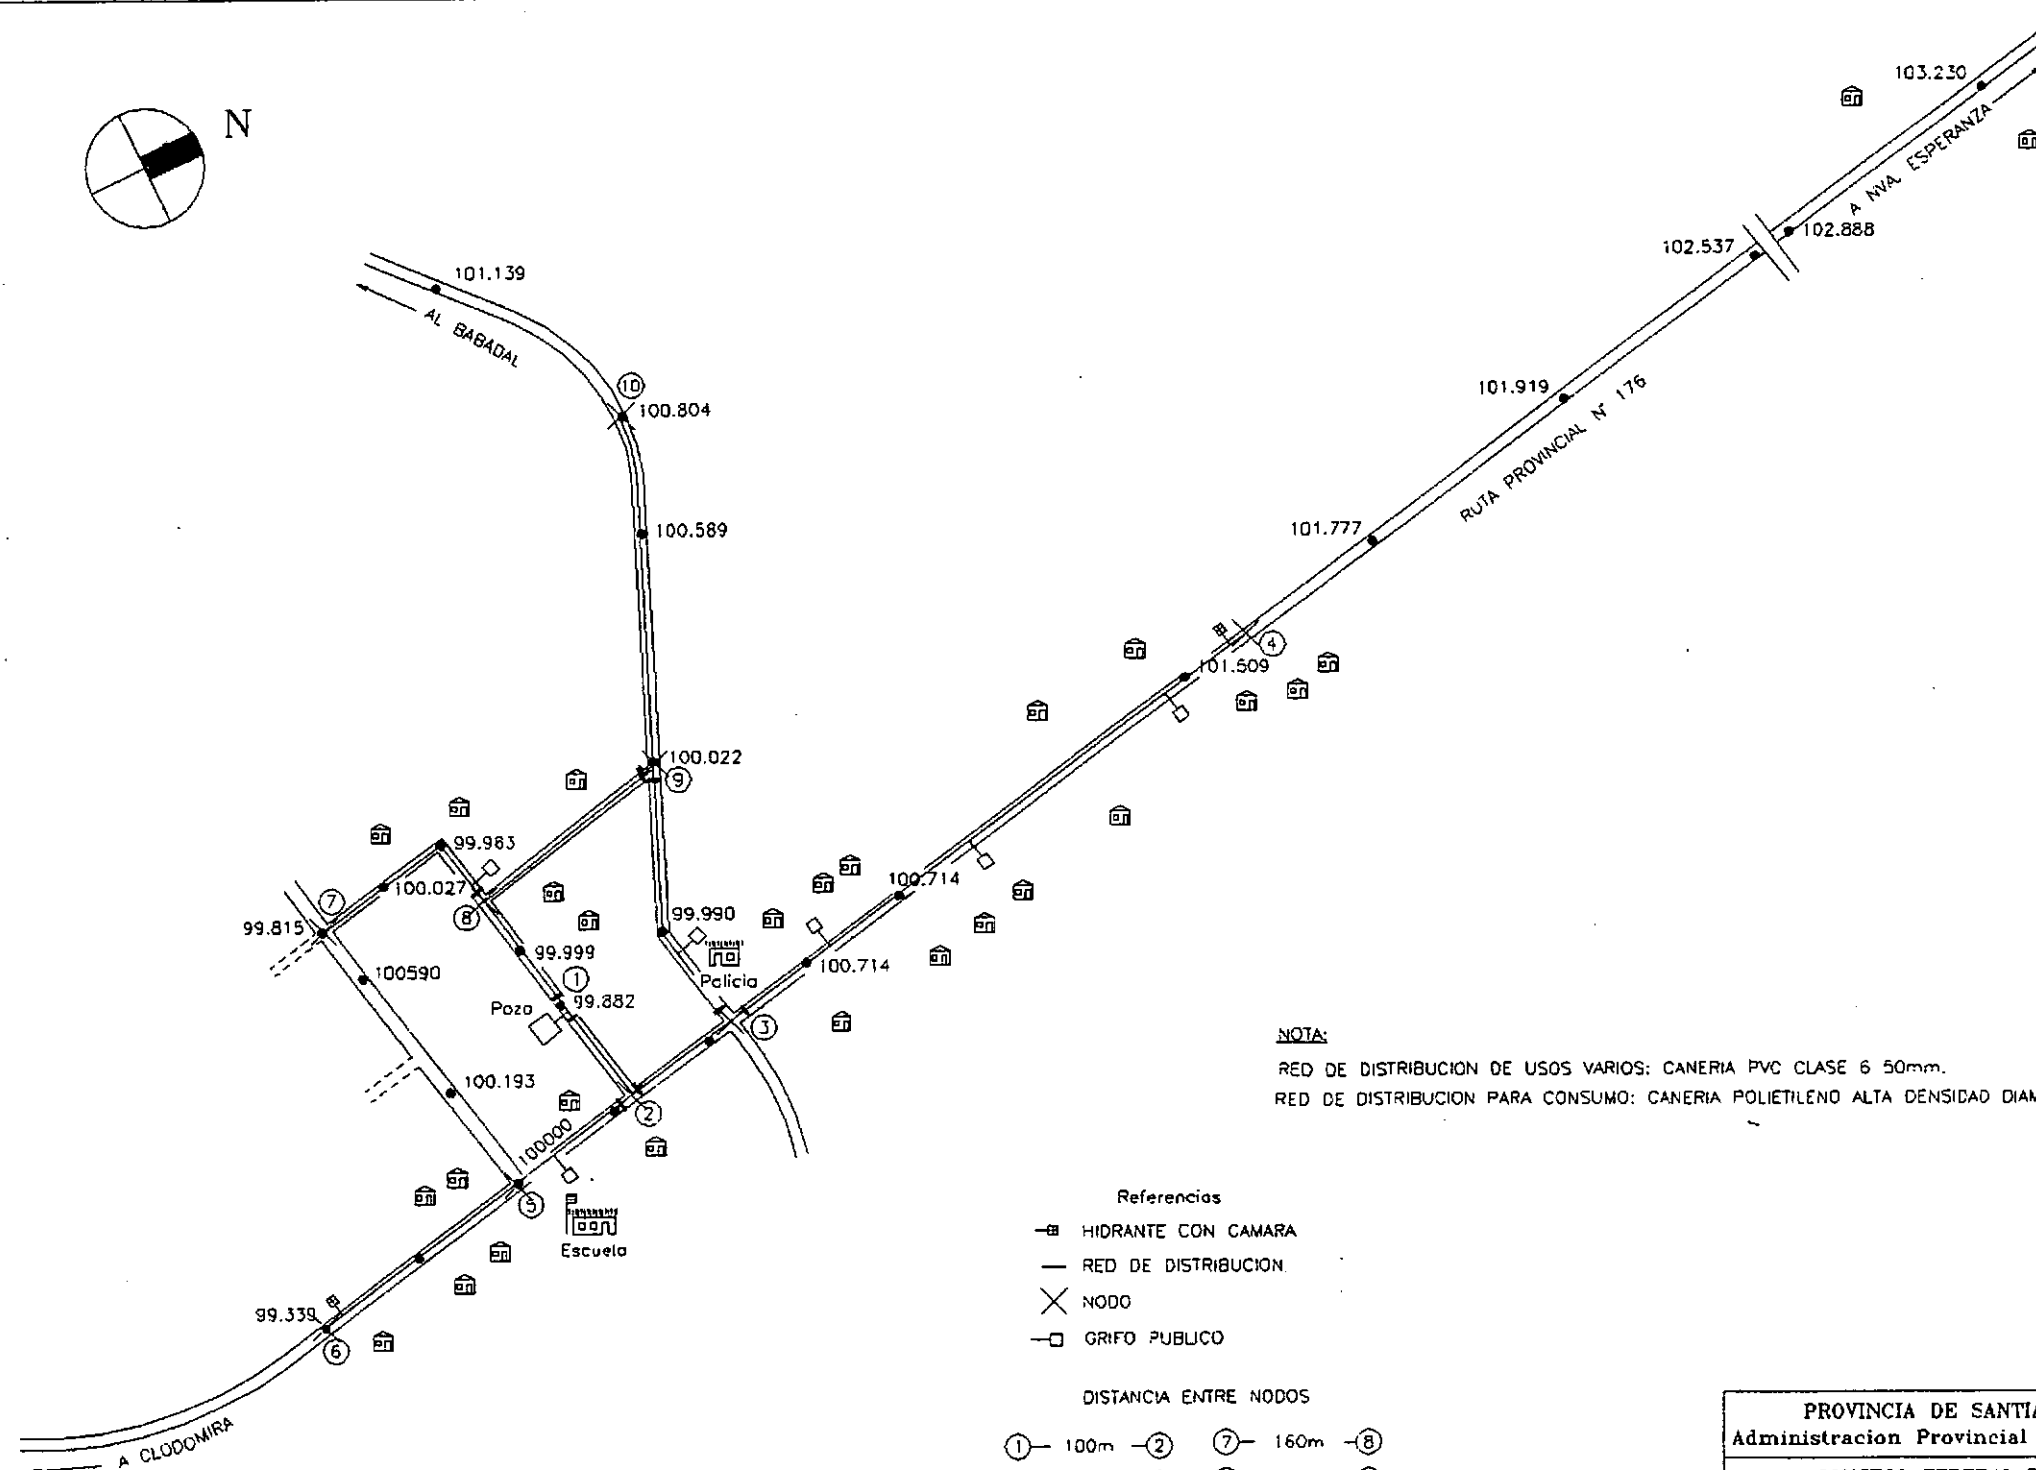 N
103.230
A NVA. ESPERANZA
102.537
102.888
101.139
AL BABADAL
10
100.804
101.919
RUTA PROVINCIAL N° 176
100.589
101.777
4
101.509
100.022
9
99.983
100.027
7
8
99.815
100.714
99.990
99.999
100590
1
Policia
100.714
Pozo
99.882
3
100.193
2
100000
5
Escuela
99.339
6
A CLODOMIRA
NOTA:
RED DE DISTRIBUCION DE USOS VARIOS: CANERIA PVC CLASE 6 50mm.
RED DE DISTRIBUCION PARA CONSUMO: CANERIA POLIETILENO ALTA DENSIDAD DIAM
Referencias
HIDRANTE CON CAMARA
RED DE DISTRIBUCION
NODO
GRIFO PUBLICO
DISTANCIA ENTRE NODOS
1 — 100m — 2 7 — 160m — 8
PROVINCIA DE SANTIA
Administracion Provincial